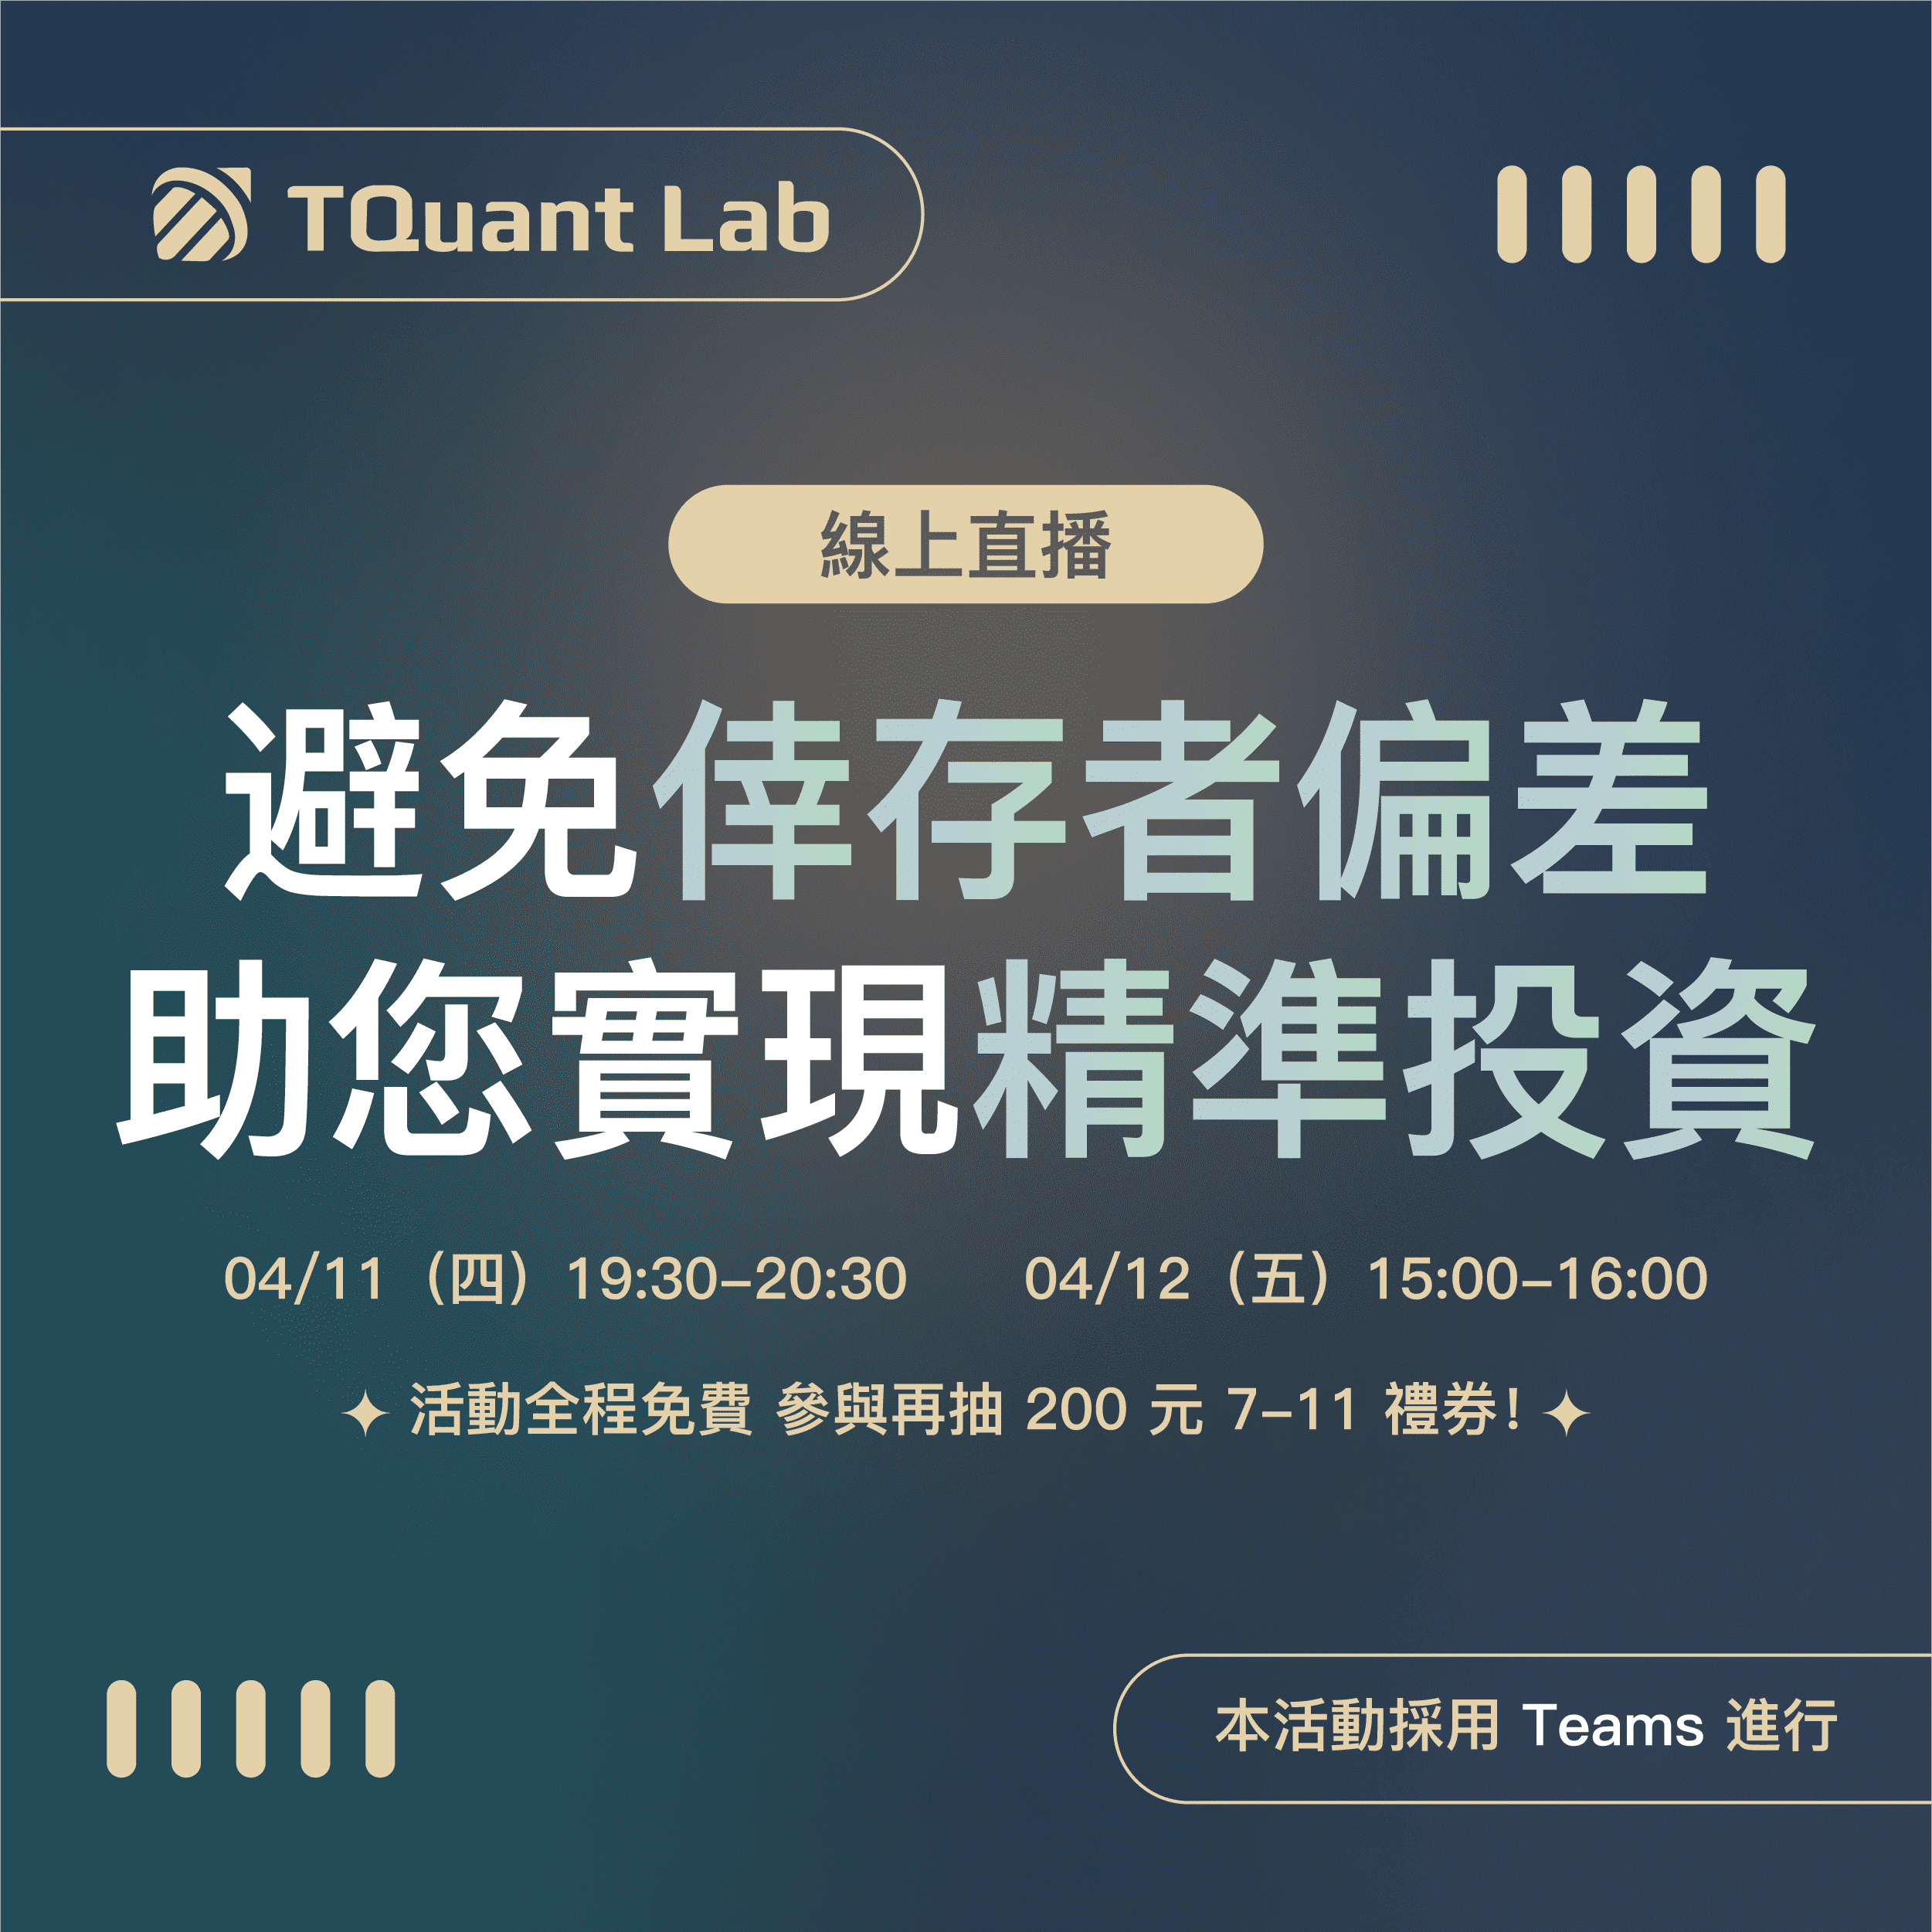 TQuant Lab
線上直播
避免倖存者偏差
助您實現精準投資
04/11（四）19:30–20:30　04/12（五）15:00–16:00
活動全程免費 參與再抽 200 元 7–11 禮券!
本活動採用 Teams 進行